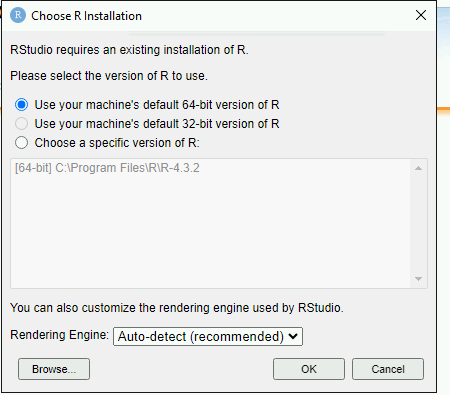 R Choose R Installation
RStudio requires an existing installation of R.
Please select the version of R to use.
Use your machine's default 64-bit version of R
Use your machine's default 32-bit version of R
Choose a specific version of R:
[64-bit] C:\Program Files\R\R-4.3.2
You can also customize the rendering engine used by RStudio.
Rendering Engine: Auto-detect (recommended)
Browse... OK Cancel